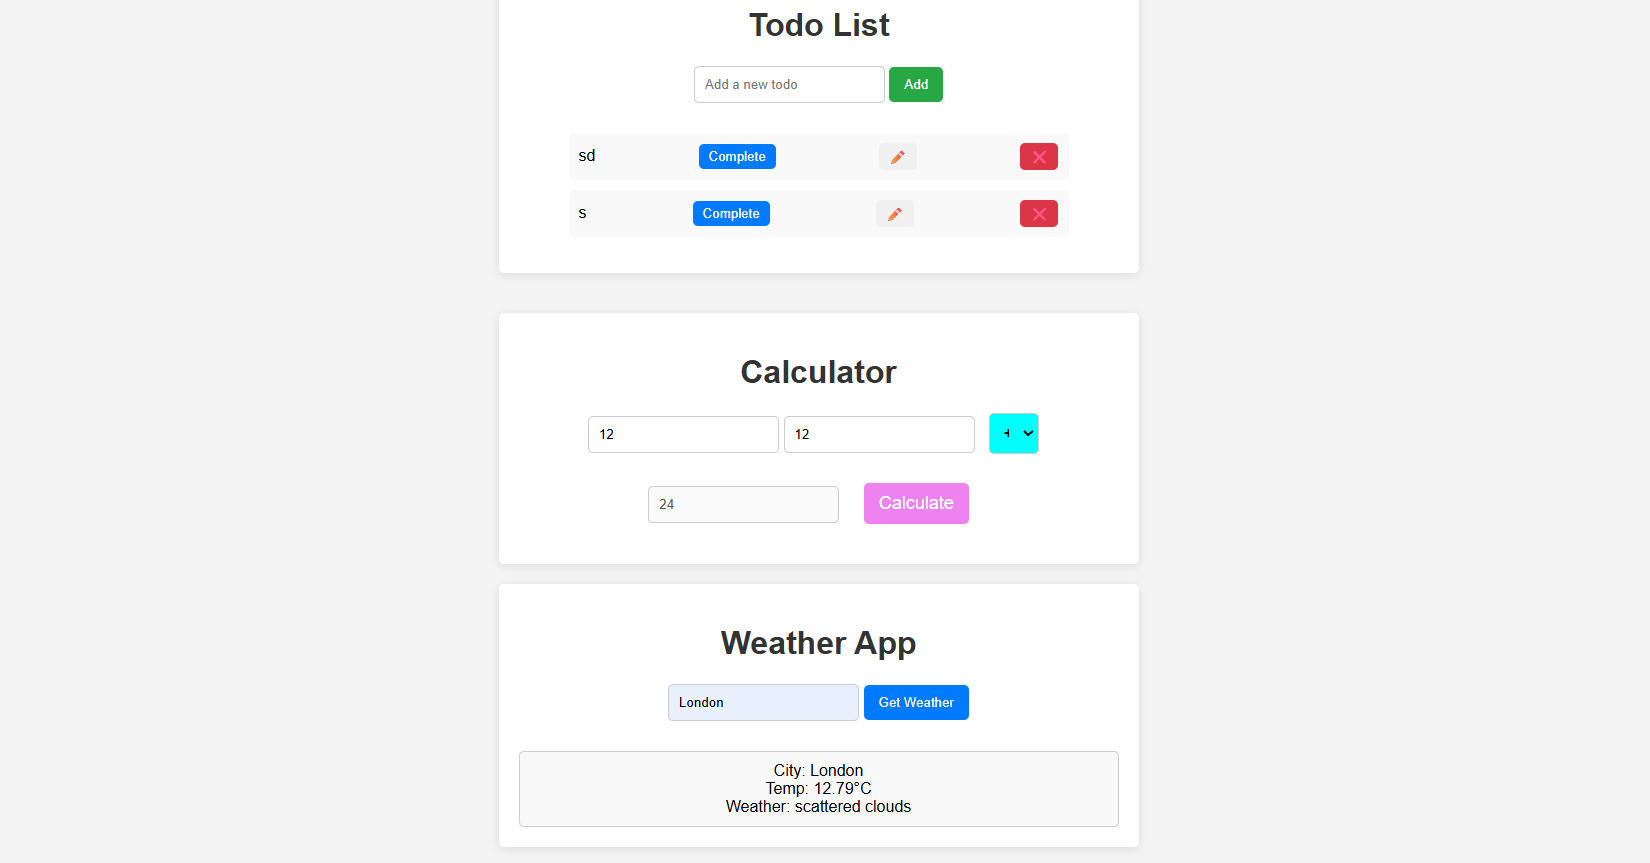 Todo List
Add a new todo Add
sd Complete
s Complete
Calculator
12 12 +
24 Calculate
Weather App
London Get Weather
City: London
Temp: 12.79°C
Weather: scattered clouds